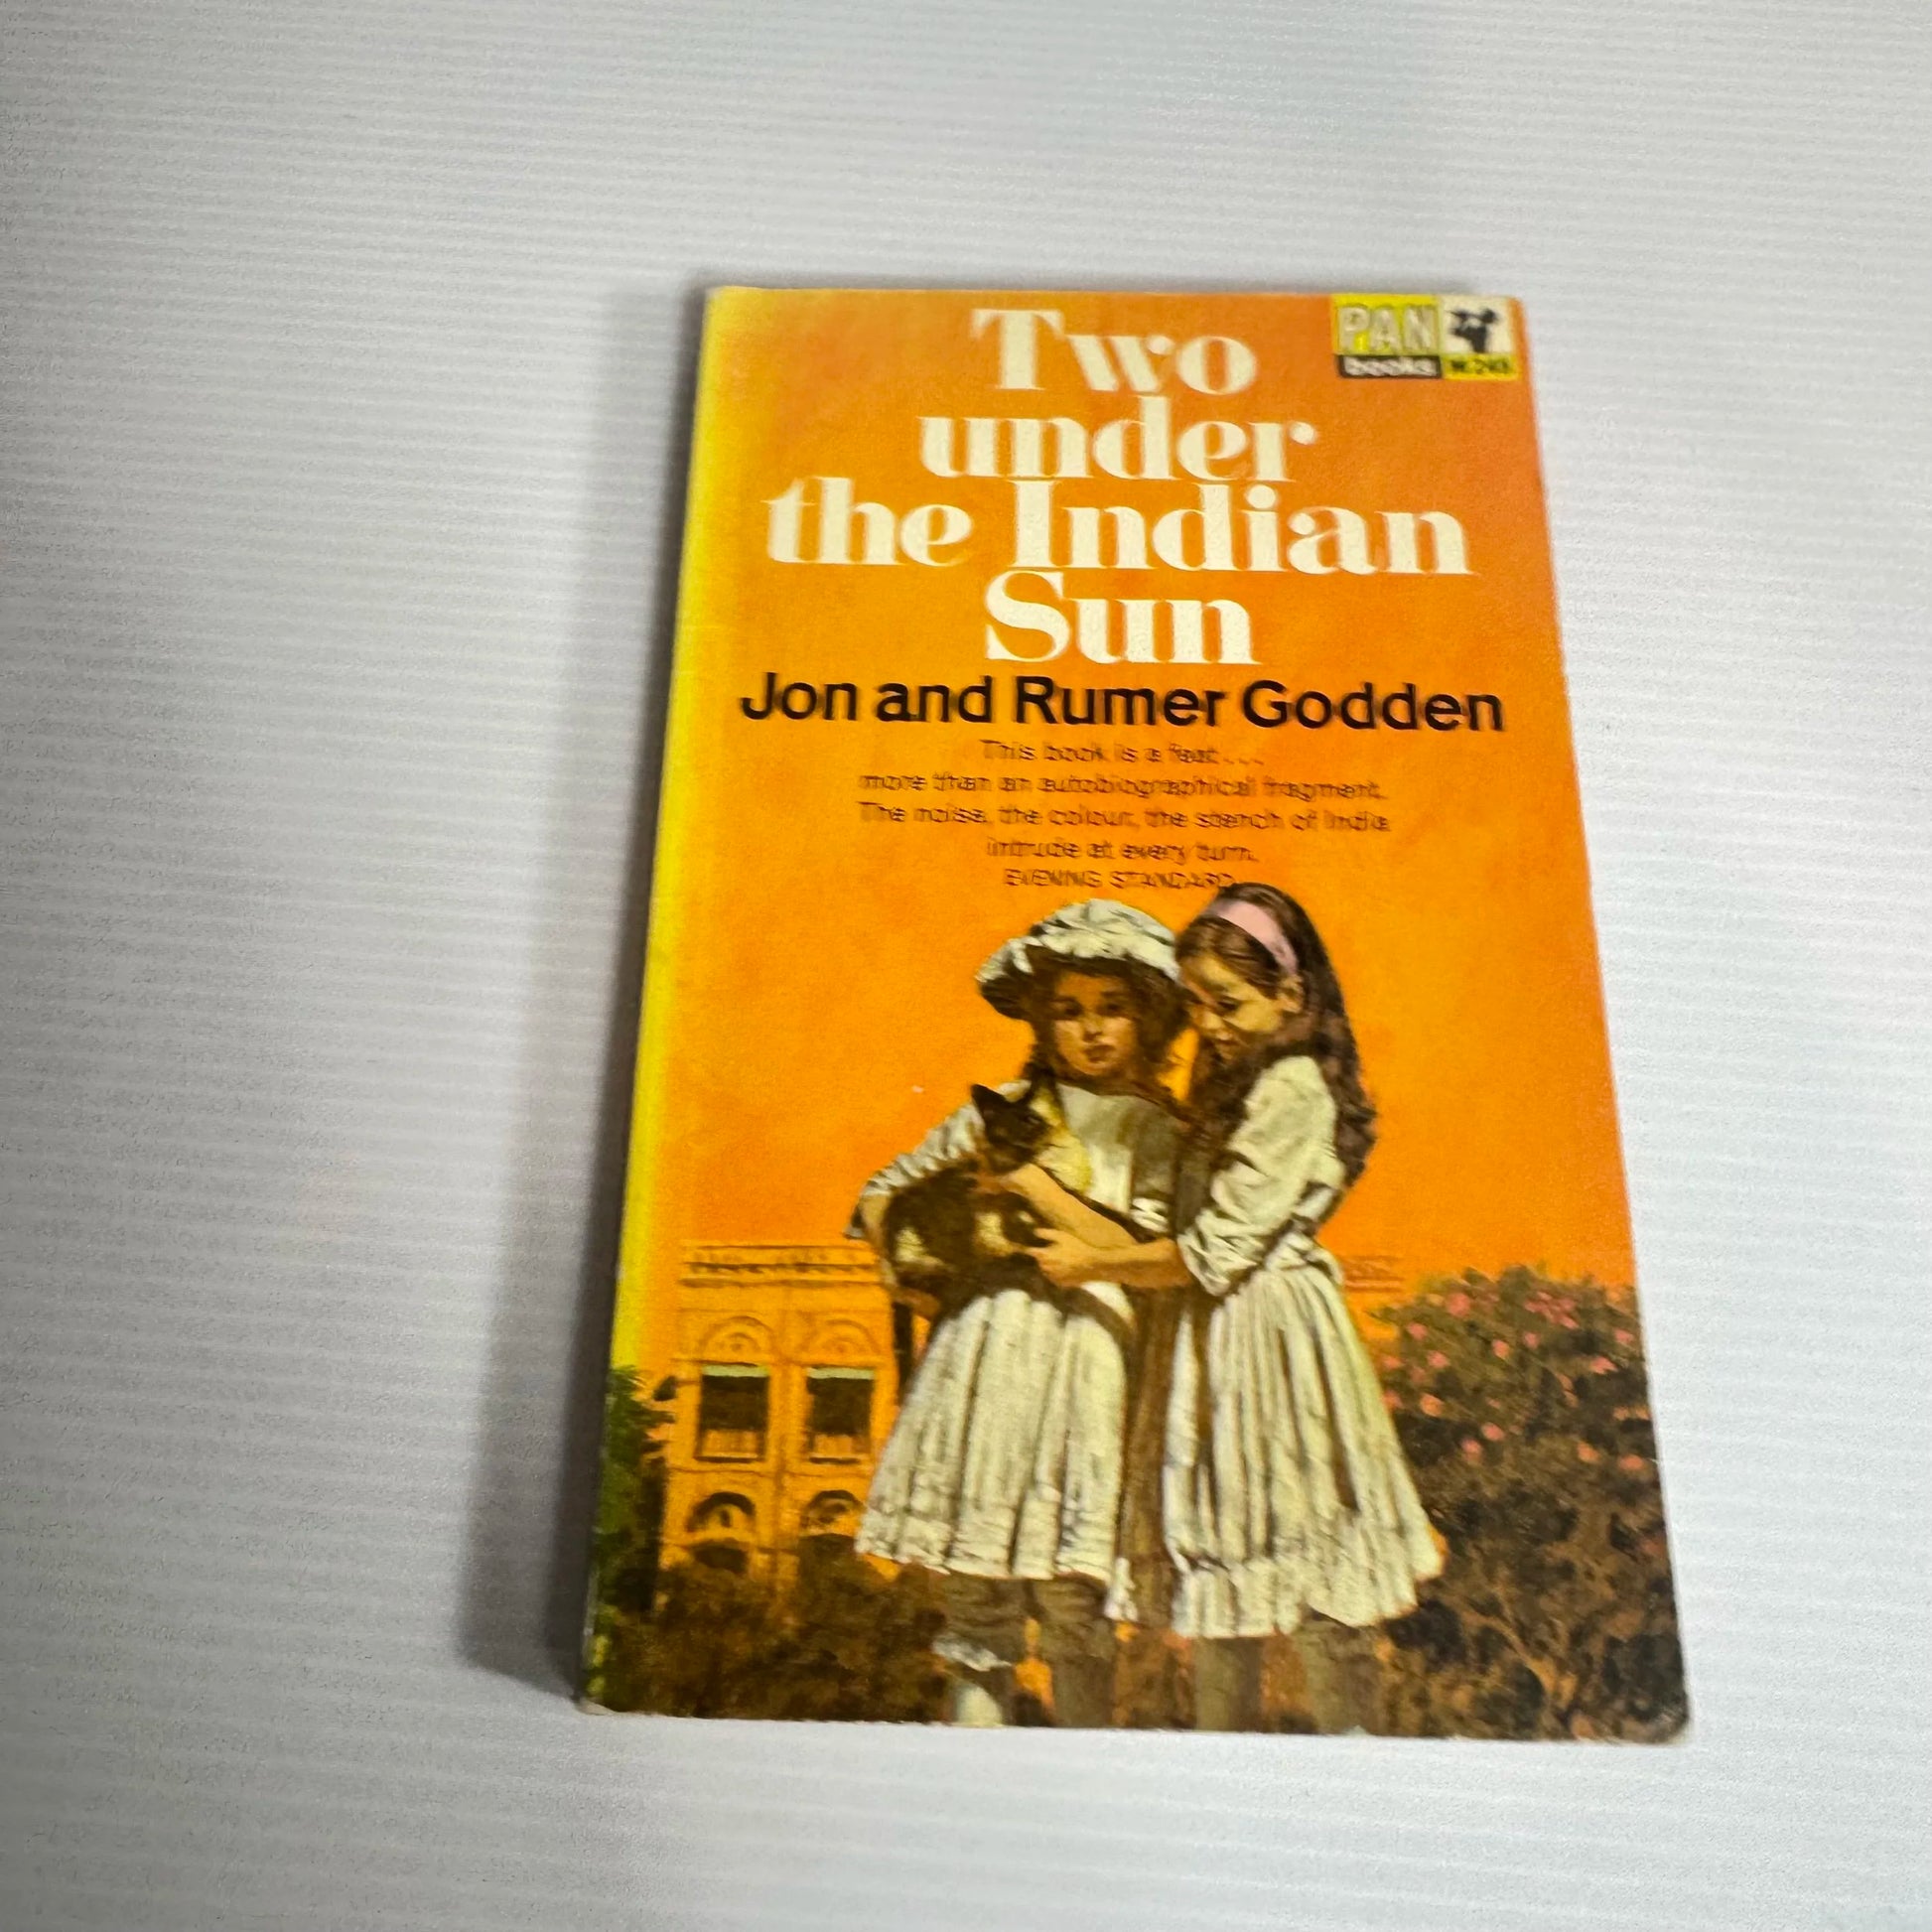 PAN
books
Two
under
the Indian
Sun
Jon and Rumer Godden
This book is a feat...
more than an autobiographical fragment.
The noise, the colour, the stench of India
intrude at every turn.
EVENING STANDARD